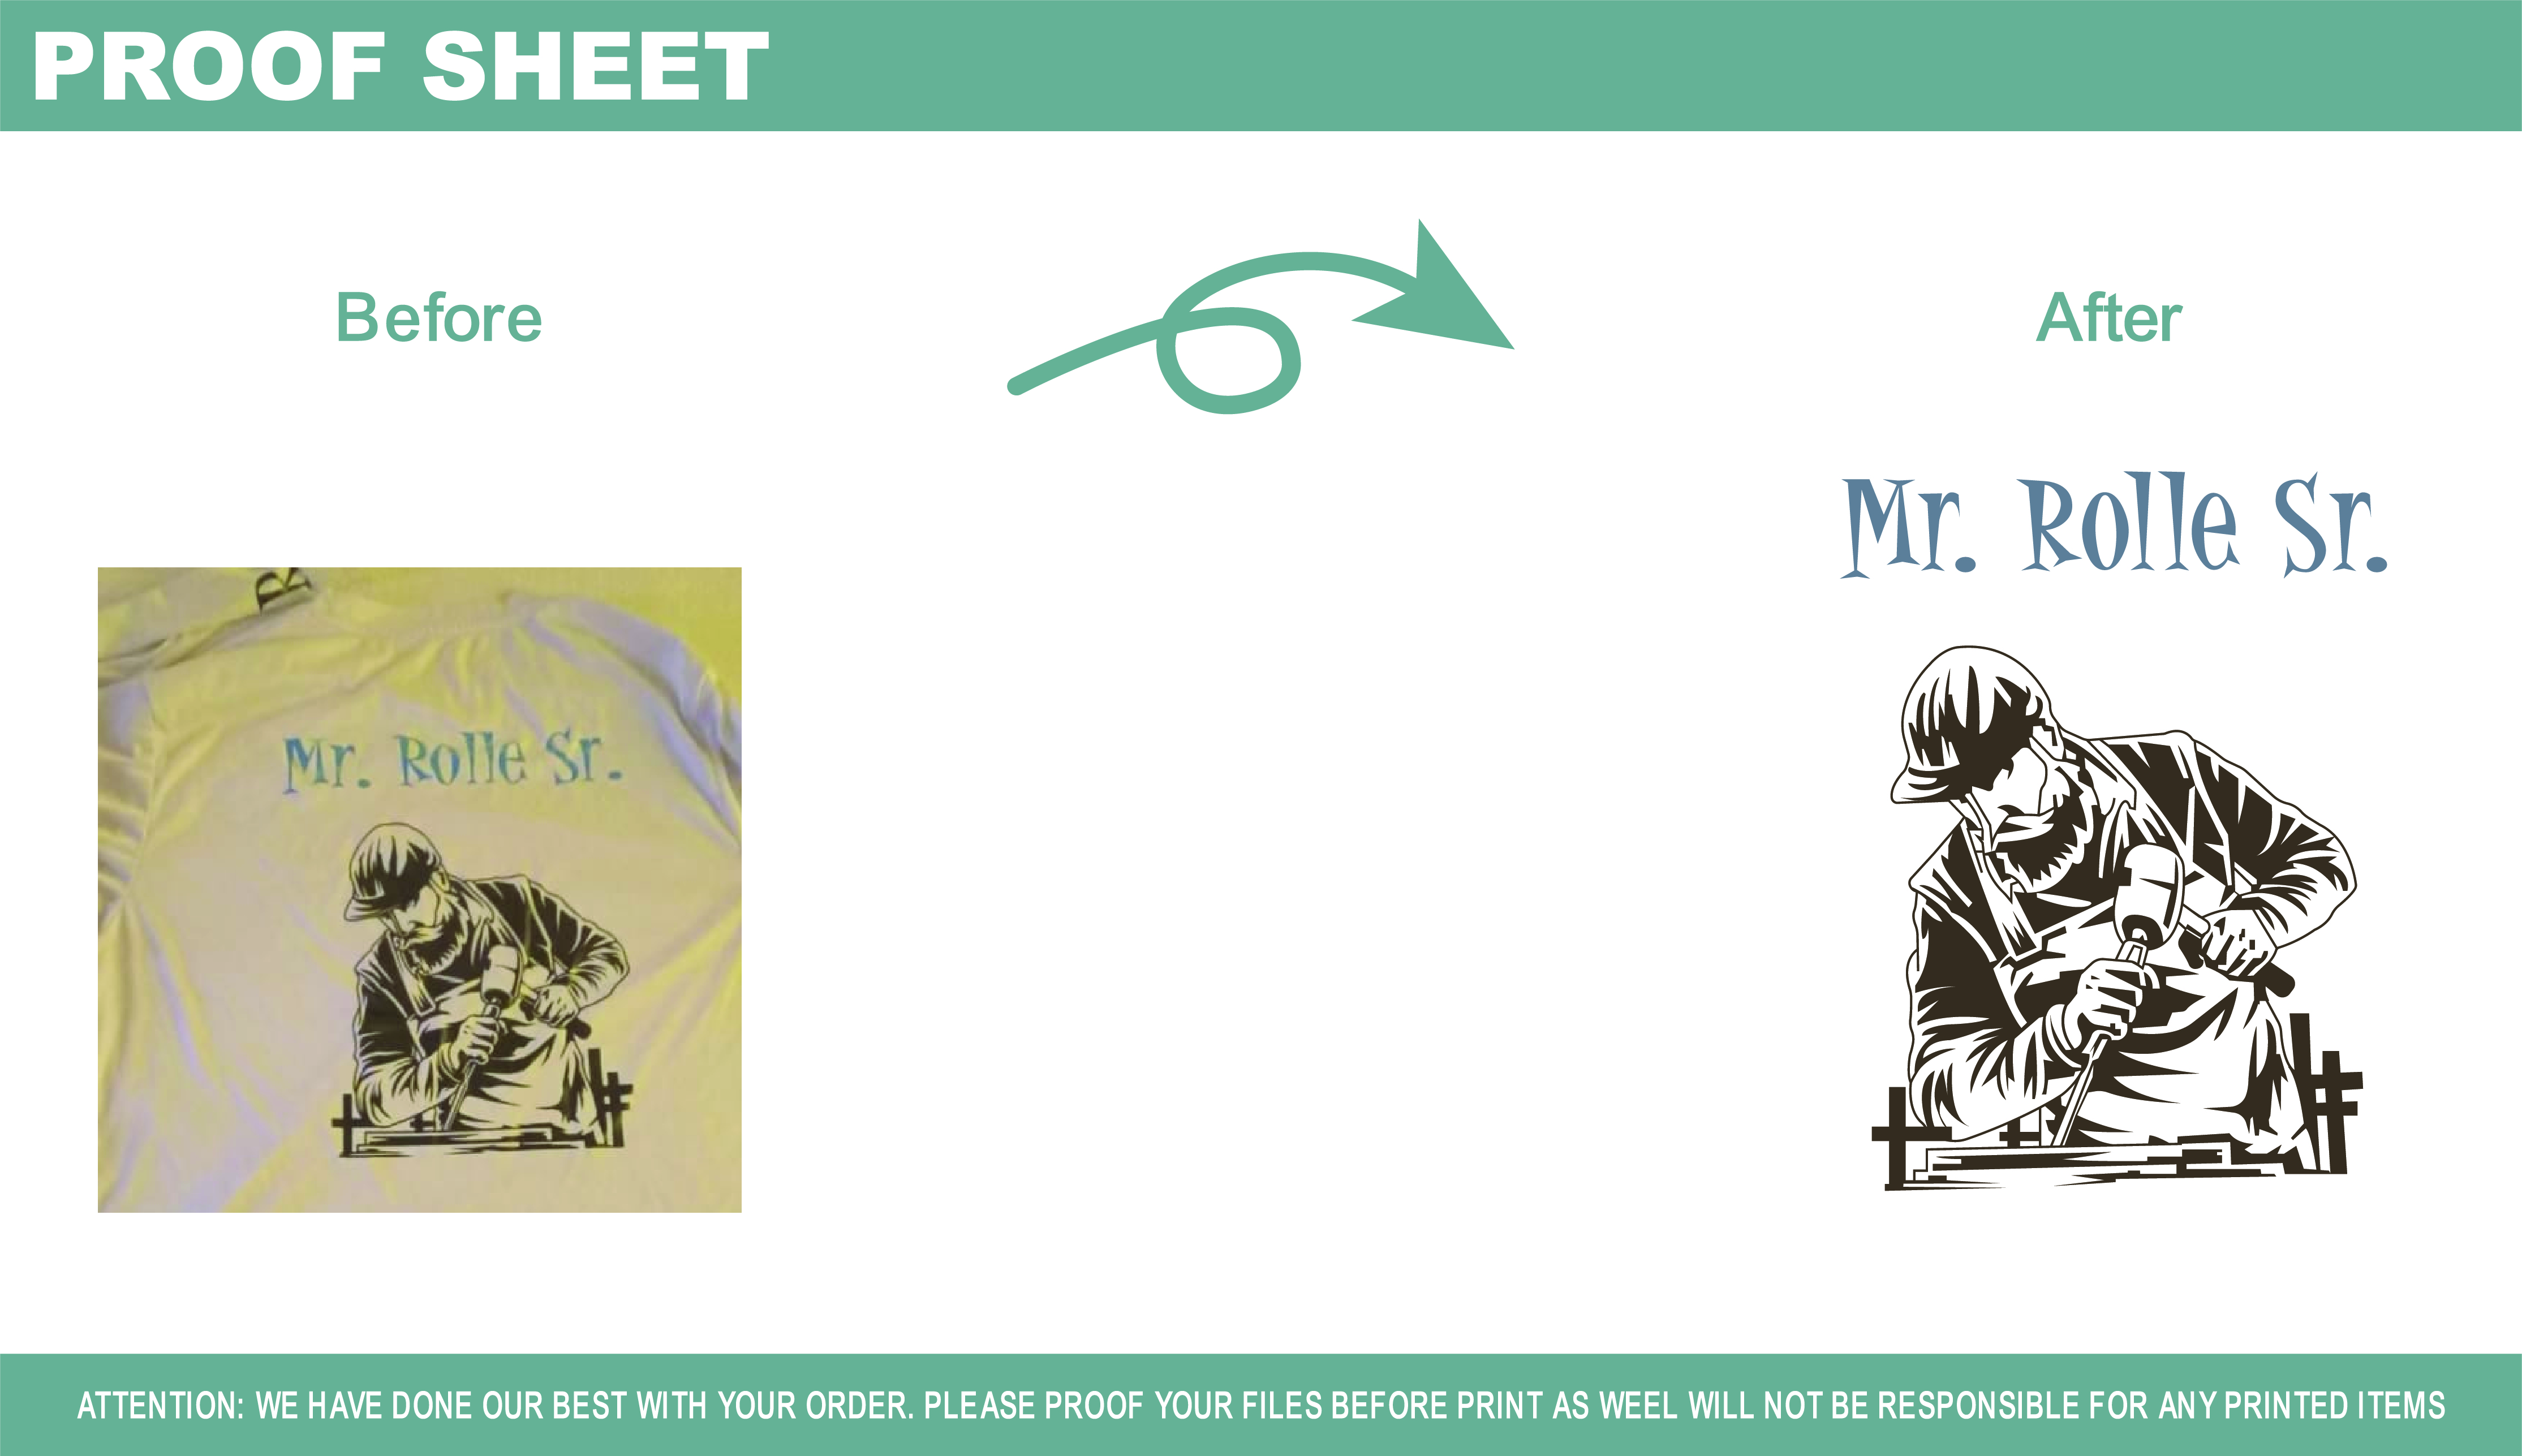 PROOF SHEET
Before
After
Mr. Rolle Sr.
Mr. Rolle Sr.
R
ATTENTION: WE HAVE DONE OUR BEST WITH YOUR ORDER. PLEASE PROOF YOUR FILES BEFORE PRINT AS WEEL WILL NOT BE RESPONSIBLE FOR ANY PRINTED ITEMS